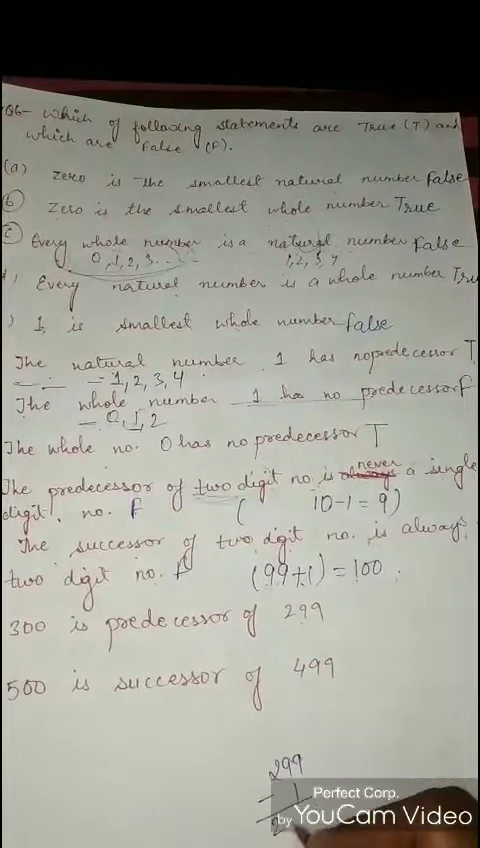 Q6- Which of following statements are True (T) and
which are False (F).
(a) Zero is the smallest natural number False
(b) Zero is the smallest whole number True
(c) Every whole number is a natural number False
0, 1, 2, 3... 1, 2, 3, 4
Every natural number is a whole number True
1 is smallest whole number False
The natural number 1 has no predecessor T
1, 2, 3, 4
The whole number 1 has no predecessor F
0, 1, 2
The whole no. 0 has no predecessor T
never
The predecessor of two digit no. is always a single
digit no. F ( 10-1 = 9)
The successor of two digit no. is always
two digit no. F (99+1) = 100
300 is predecessor of 299
500 is successor of 499
299
1
Perfect Corp.
by YouCam Video